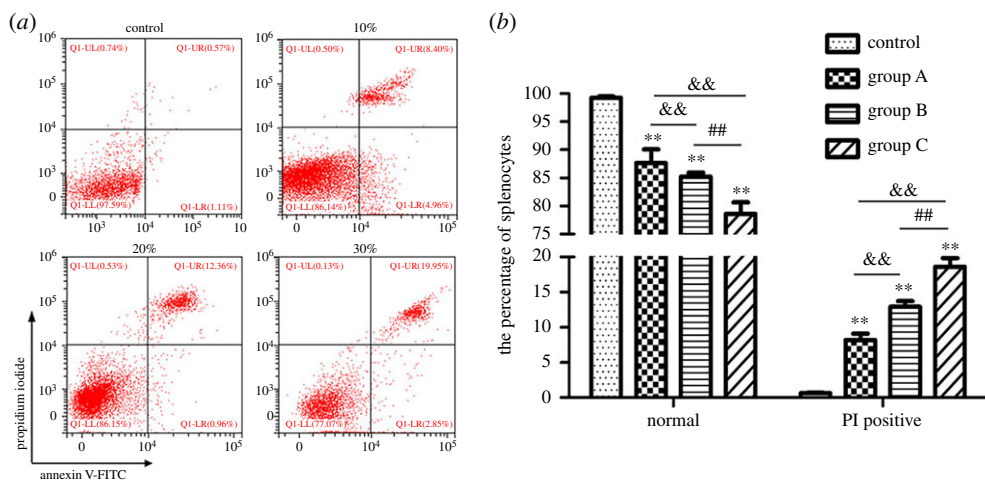 (a)
control
10%
10⁶
10⁵
10⁴
10³
0
Q1-UL(0.74%)
Q1-UR(0.57%)
Q1-LL(97.59%)
Q1-LR(1.11%)
10³
10⁴
10⁵
10⁶
10⁵
10⁴
10³
0
Q1-UL(0.50%)
Q1-UR(8.40%)
Q1-LL(86.14%)
Q1-LR(4.96%)
0
10⁴
10⁵
20%
30%
10⁶
10⁵
10⁴
10³
0
Q1-UL(0.53%)
Q1-UR(12.36%)
Q1-LL(86.15%)
Q1-LR(0.96%)
0
10⁴
10⁵
10⁶
10⁵
10⁴
10³
0
Q1-UL(0.13%)
Q1-UR(19.95%)
Q1-LL(77.07%)
Q1-LR(2.85%)
0
10⁴
10⁵
propidium iodide
annexin V-FITC
(b)
control
group A
group B
group C
the percentage of splenocytes
100
95
90
85
80
75
20
15
10
5
0
&&
&&
##
**
**
**
&&
##
&&
**
**
**
normal
PI positive